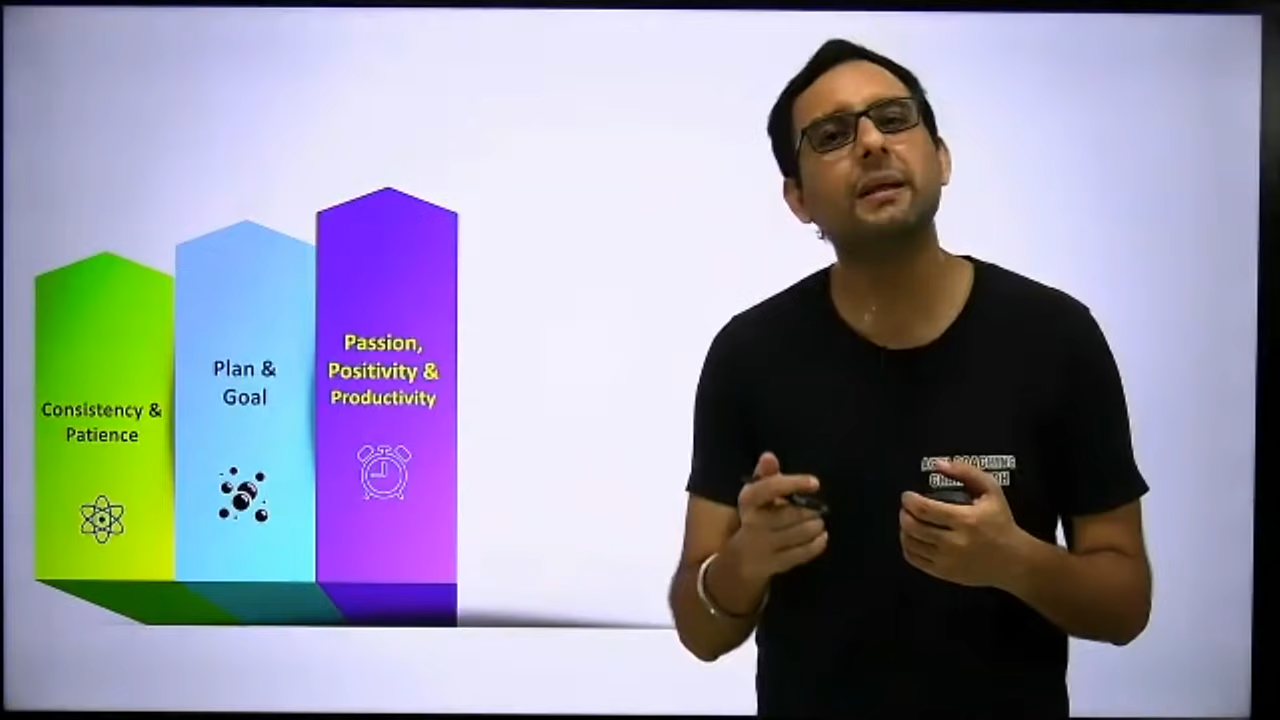 Consistency &
Patience
Plan &
Goal
Passion,
Positivity &
Productivity